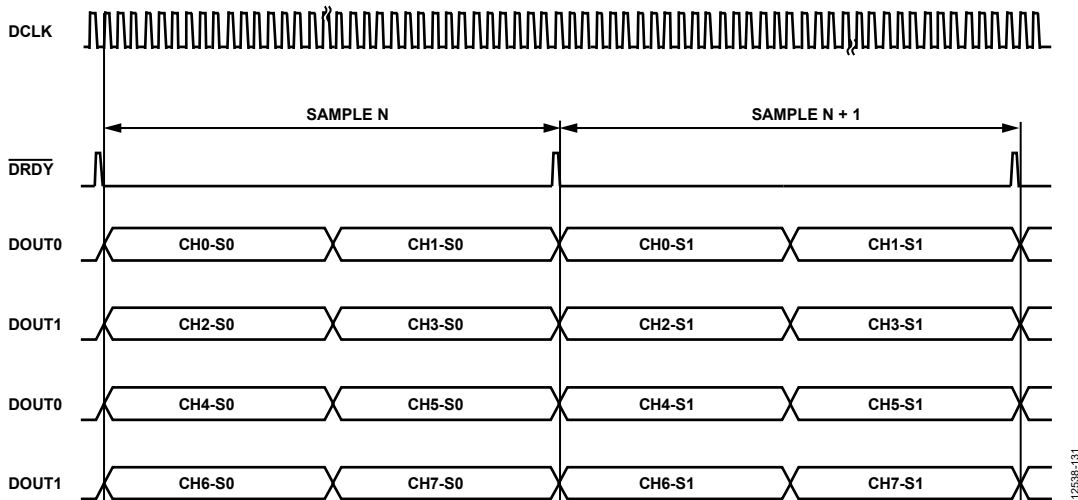 DCLK
SAMPLE N SAMPLE N + 1
DRDY
DOUT0 CH0-S0 CH1-S0 CH0-S1 CH1-S1
DOUT1 CH2-S0 CH3-S0 CH2-S1 CH3-S1
DOUT0 CH4-S0 CH5-S0 CH4-S1 CH5-S1
DOUT1 CH6-S0 CH7-S0 CH6-S1 CH7-S1
12538-131